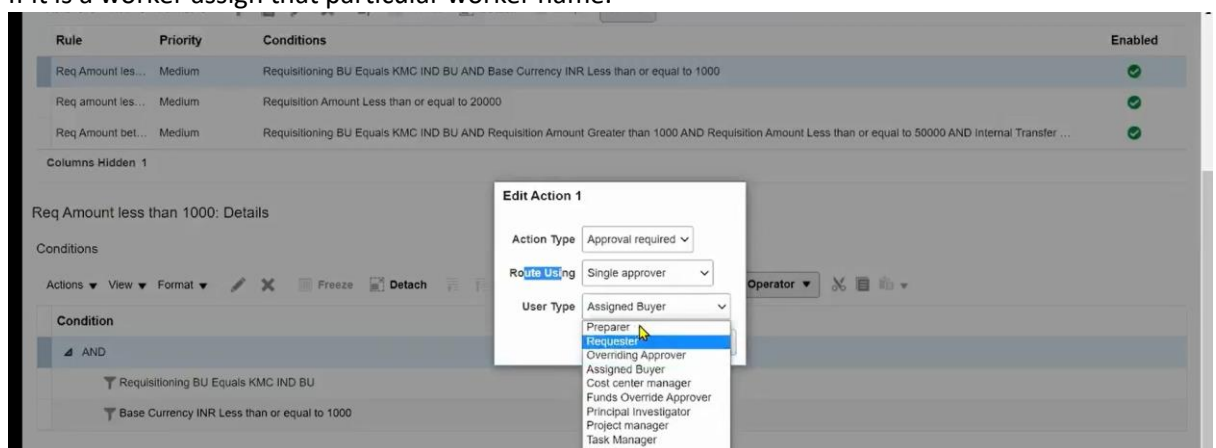 If it is a worker assign that particular worker name.
Rule Priority Conditions Enabled
Req Amount les... Medium Requisitioning BU Equals KMC IND BU AND Base Currency INR Less than or equal to 1000
Req amount les... Medium Requisition Amount Less than or equal to 20000
Req Amount bet... Medium Requisitioning BU Equals KMC IND BU AND Requisition Amount Greater than 1000 AND Requisition Amount Less than or equal to 50000 AND Internal Transfer ...
Columns Hidden 1
Edit Action 1
Req Amount less than 1000: Details
Action Type Approval required
Conditions
Route Using Single approver
Actions View Format Freeze Detach Operator
User Type Assigned Buyer
Condition
Preparer
Requester
AND
Overriding Approver
Assigned Buyer
Requisitioning BU Equals KMC IND BU
Cost center manager
Funds Override Approver
Base Currency INR Less than or equal to 1000
Principal Investigator
Project manager
Task Manager